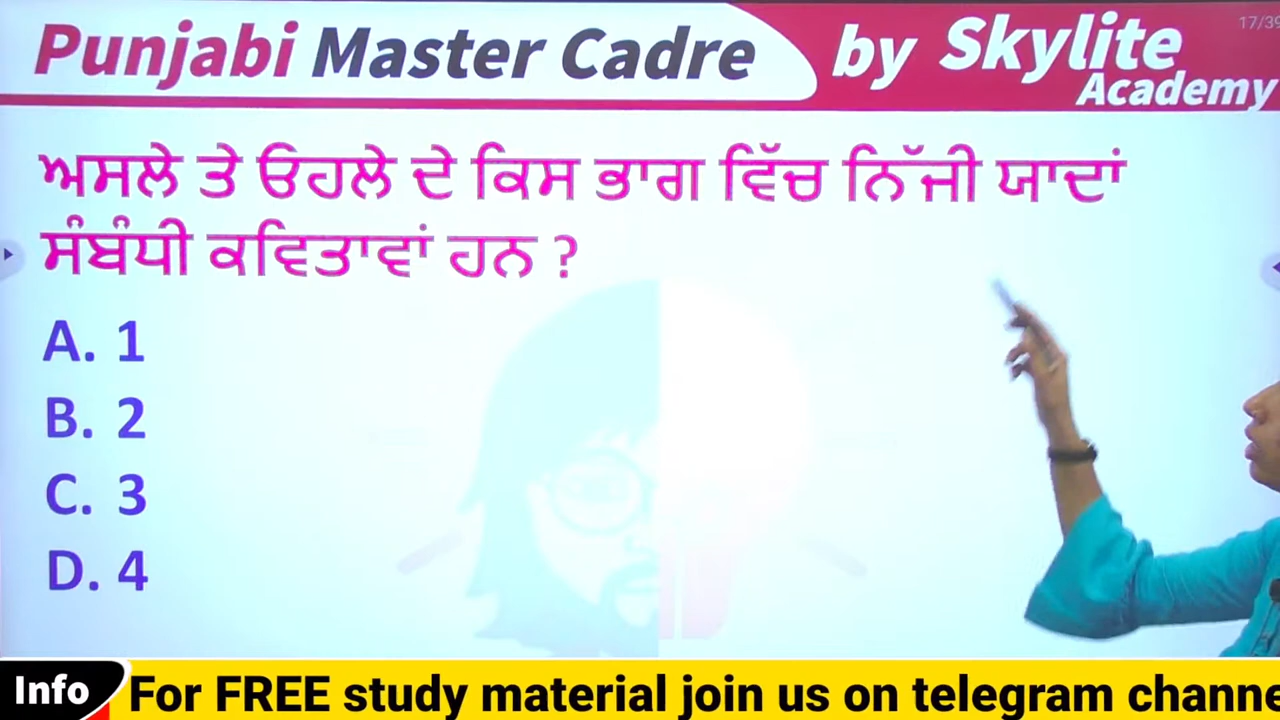 Punjabi Master Cadre by Skylite
Academy
17/39
ਅਸਲੇ ਤੇ ਓਹਲੇ ਦੇ ਕਿਸ ਭਾਗ ਵਿੱਚ ਨਿੱਜੀ ਯਾਦਾਂ
ਸੰਬੰਧੀ ਕਵਿਤਾਵਾਂ ਹਨ ?
A. 1
B. 2
C. 3
D. 4
Info For FREE study material join us on telegram channe